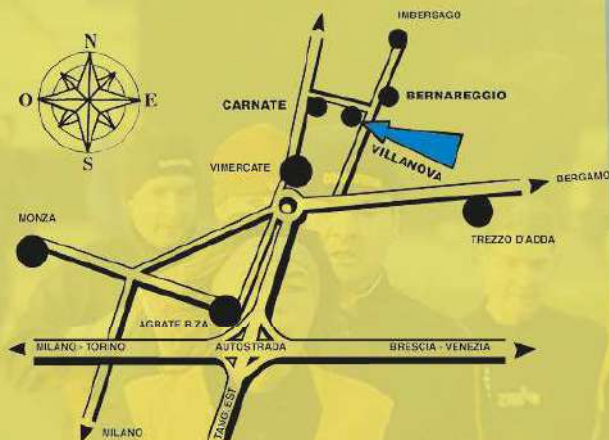 IMBERSAGO
N
O
E
S
CARNATE
BERNAREGGIO
VILLANOVA
VIMERCATE
BERGAMO
MONZA
TREZZO D'ADDA
AGRATE B.ZA
MILANO - TORINO
AUTOSTRADA
BRESCIA - VENEZIA
TANG. EST
MILANO